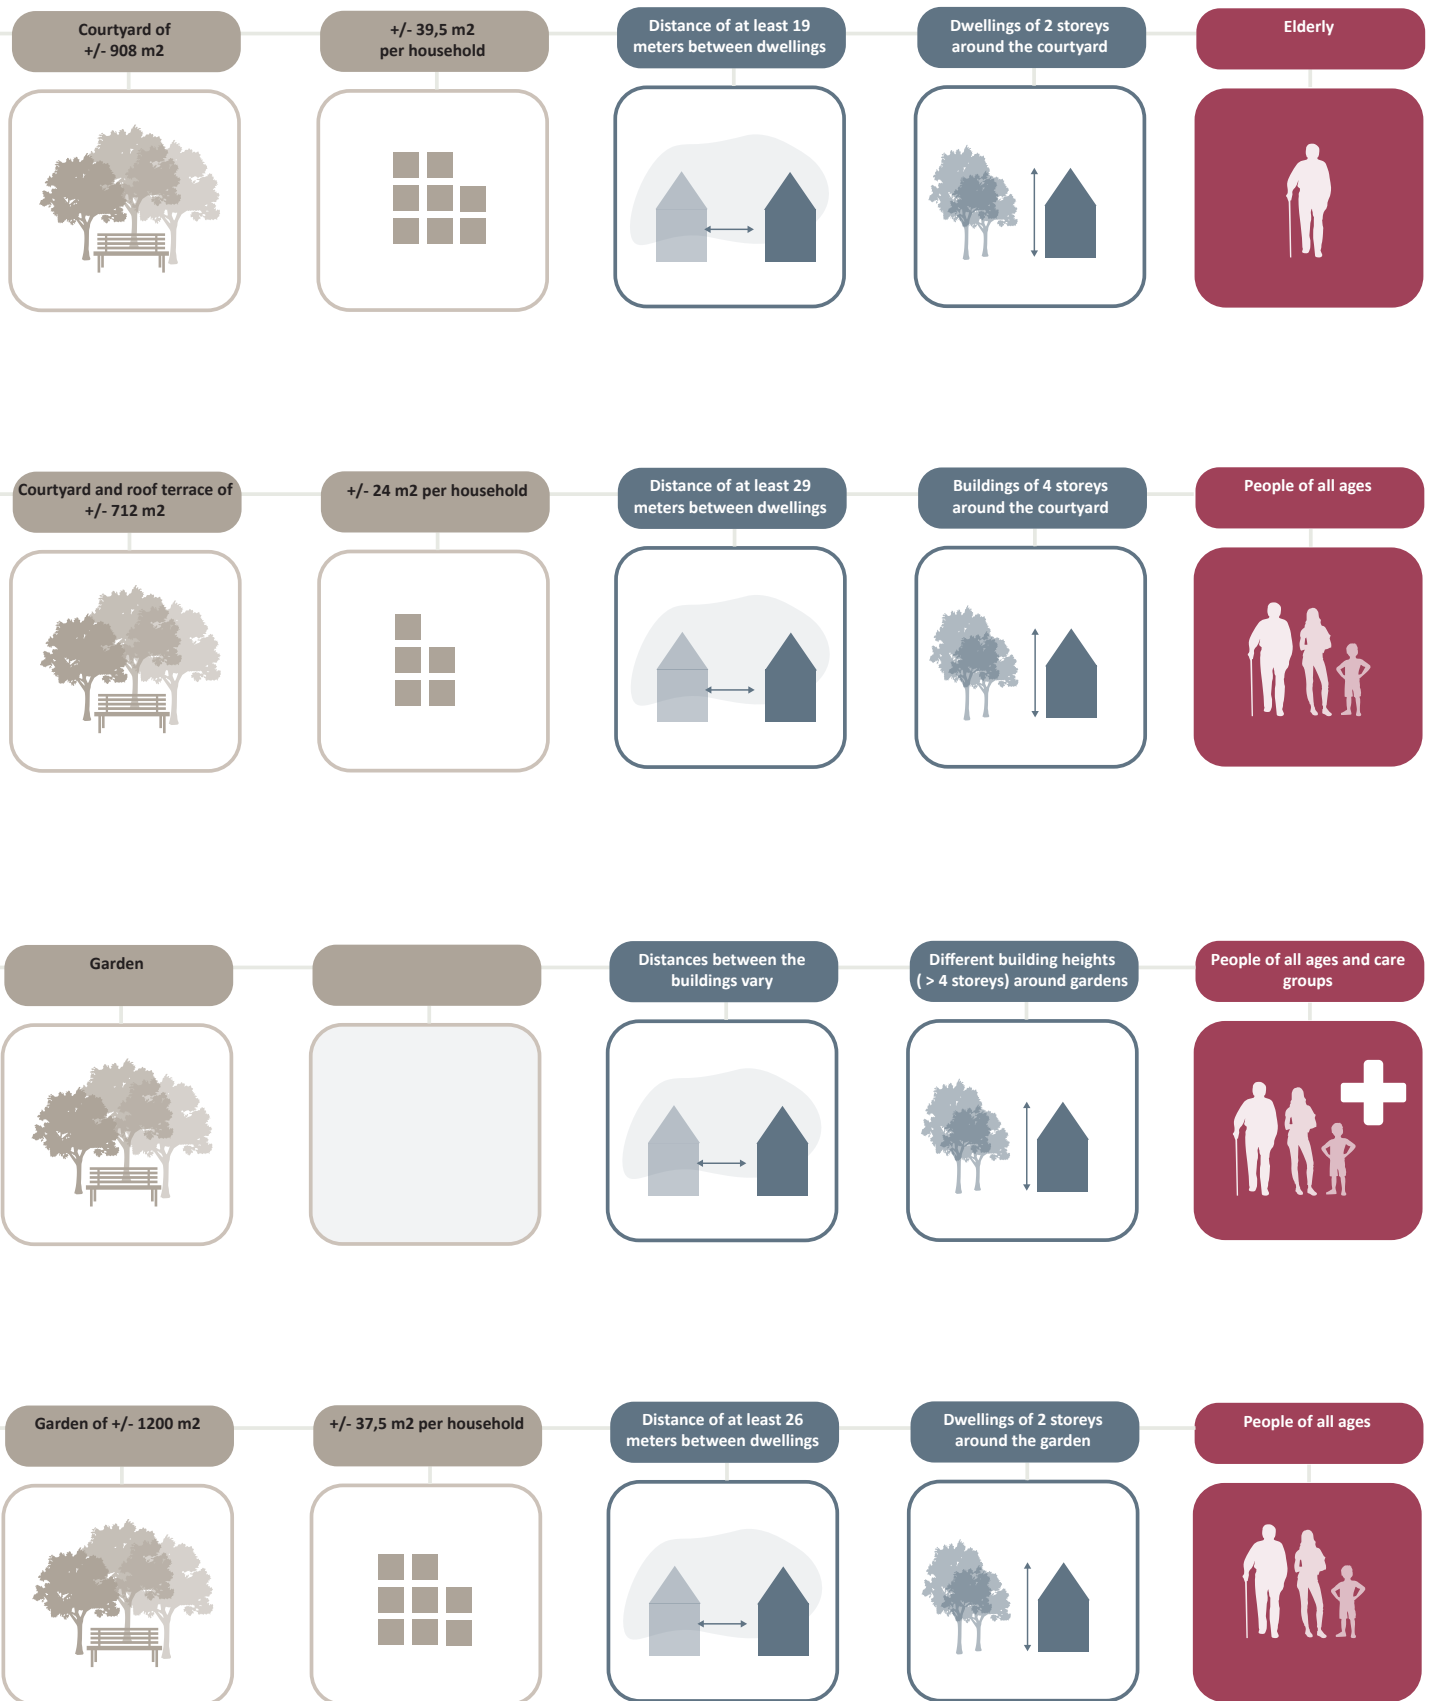 Courtyard of
+/- 908 m2
+/- 39,5 m2
per household
Distance of at least 19
meters between dwellings
Dwellings of 2 storeys
around the courtyard
Elderly
Courtyard and roof terrace of
+/- 712 m2
+/- 24 m2 per household
Distance of at least 29
meters between dwellings
Buildings of 4 storeys
around the courtyard
People of all ages
Garden
Distances between the
buildings vary
Different building heights
( > 4 storeys) around gardens
People of all ages and care
groups
Garden of +/- 1200 m2
+/- 37,5 m2 per household
Distance of at least 26
meters between dwellings
Dwellings of 2 storeys
around the garden
People of all ages